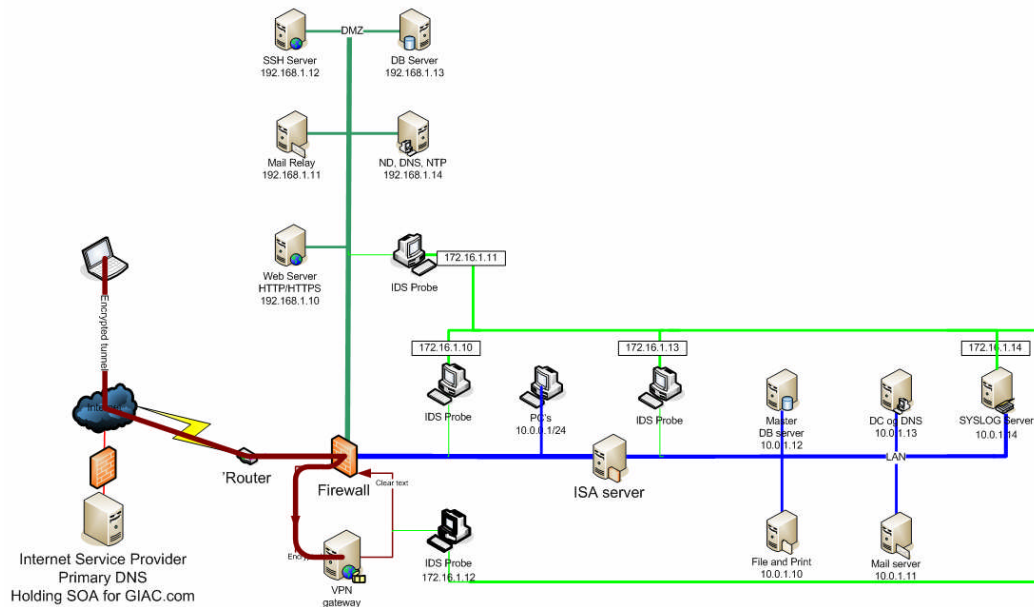 DMZ
SSH Server
192.168.1.12
DB Server
192.168.1.13
Mail Relay
192.168.1.11
ND, DNS, NTP
192.168.1.14
Web Server
HTTP/HTTPS
192.168.1.10
IDS Probe
172.16.1.11
Encrypted tunnel
Internet
'Router
Firewall
172.16.1.10
IDS Probe
PC's
10.0.0.1/24
172.16.1.13
IDS Probe
ISA server
Master
DB server
10.0.1.12
DC og DNS
10.0.1.13
172.16.1.14
SYSLOG Server
10.0.1.14
LAN
Clear text
VPN
gateway
IDS Probe
172.16.1.12
File and Print
10.0.1.10
Mail server
10.0.1.11
Internet Service Provider
Primary DNS
Holding SOA for GIAC.com